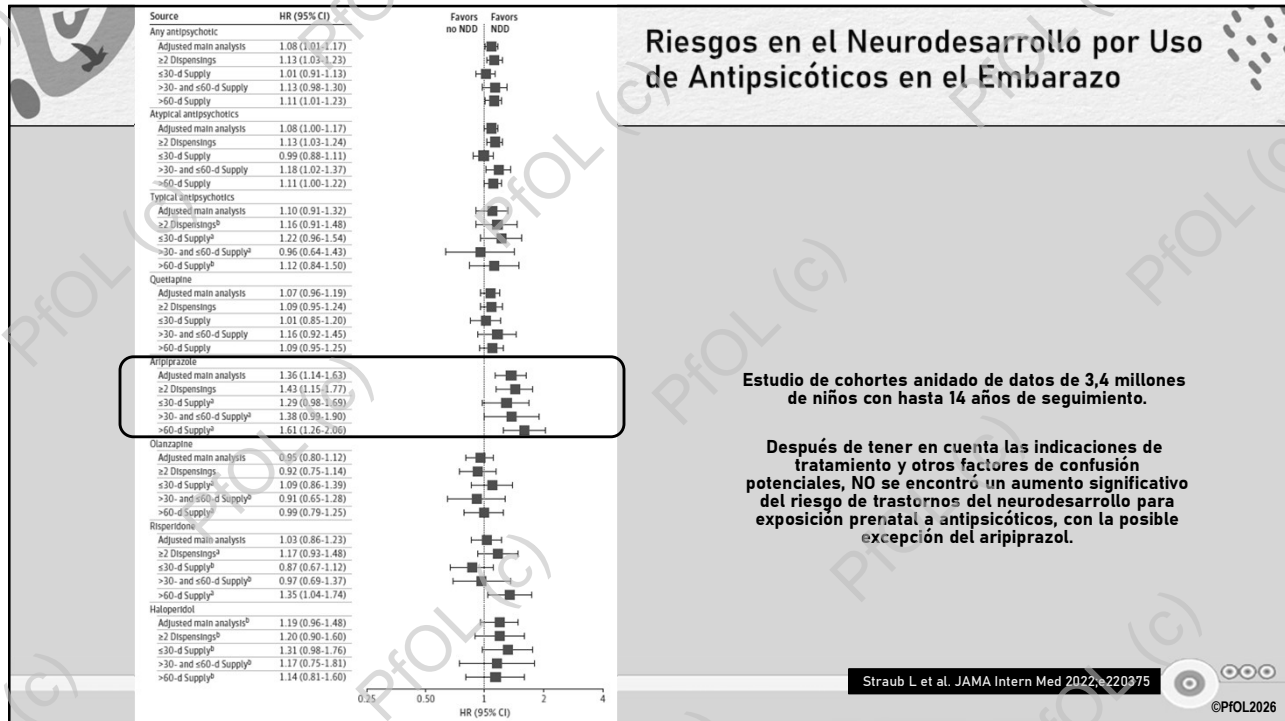 Source HR (95% CI) Favors no NDD Favors NDD
Any antipsychotic
Adjusted main analysis 1.08 (1.01-1.17)
≥2 Dispensings 1.13 (1.03-1.23)
≤30-d Supply 1.01 (0.91-1.13)
>30- and ≤60-d Supply 1.13 (0.98-1.30)
>60-d Supply 1.11 (1.01-1.23)
Atypical antipsychotics
Adjusted main analysis 1.08 (1.00-1.17)
≥2 Dispensings 1.13 (1.03-1.24)
≤30-d Supply 0.99 (0.88-1.11)
>30- and ≤60-d Supply 1.18 (1.02-1.37)
>60-d Supply 1.11 (1.00-1.22)
Typical antipsychotics
Adjusted main analysis 1.10 (0.91-1.32)
≥2 Dispensingsᵇ 1.16 (0.91-1.48)
≤30-d Supplyᵃ 1.22 (0.96-1.54)
>30- and ≤60-d Supplyᵃ 0.96 (0.64-1.43)
>60-d Supplyᵇ 1.12 (0.84-1.50)
Quetiapine
Adjusted main analysis 1.07 (0.96-1.19)
≥2 Dispensings 1.09 (0.95-1.24)
≤30-d Supply 1.01 (0.85-1.20)
>30- and ≤60-d Supply 1.16 (0.92-1.45)
>60-d Supply 1.09 (0.95-1.25)
Aripiprazole
Adjusted main analysis 1.36 (1.14-1.63)
≥2 Dispensings 1.43 (1.15-1.77)
≤30-d Supplyᵃ 1.29 (0.98-1.69)
>30- and ≤60-d Supplyᵃ 1.38 (0.99-1.90)
>60-d Supplyᵃ 1.61 (1.26-2.06)
Olanzapine
Adjusted main analysis 0.95 (0.80-1.12)
≥2 Dispensings 0.92 (0.75-1.14)
≤30-d Supplyᵃ 1.09 (0.86-1.39)
>30- and ≤60-d Supplyᵇ 0.91 (0.65-1.28)
>60-d Supplyᵃ 0.99 (0.79-1.25)
Risperidone
Adjusted main analysis 1.03 (0.86-1.23)
≥2 Dispensingsᵃ 1.17 (0.93-1.48)
≤30-d Supplyᵇ 0.87 (0.67-1.12)
>30- and ≤60-d Supplyᵇ 0.97 (0.69-1.37)
>60-d Supplyᵃ 1.35 (1.04-1.74)
Haloperidol
Adjusted main analysisᵇ 1.19 (0.96-1.48)
≥2 Dispensingsᵇ 1.20 (0.90-1.60)
≤30-d Supplyᵇ 1.31 (0.98-1.76)
>30- and ≤60-d Supplyᵇ 1.17 (0.75-1.81)
>60-d Supplyᵇ 1.14 (0.81-1.60)
0.25 0.50 1 2 4
HR (95% CI)
Riesgos en el Neurodesarrollo por Uso
de Antipsicóticos en el Embarazo
Estudio de cohortes anidado de datos de 3,4 millones
de niños con hasta 14 años de seguimiento.
Después de tener en cuenta las indicaciones de
tratamiento y otros factores de confusión
potenciales, NO se encontró un aumento significativo
del riesgo de trastornos del neurodesarrollo para
exposición prenatal a antipsicóticos, con la posible
excepción del aripiprazol.
Straub L et al. JAMA Intern Med 2022,e220375
©PfOL2026
PfOL (c)